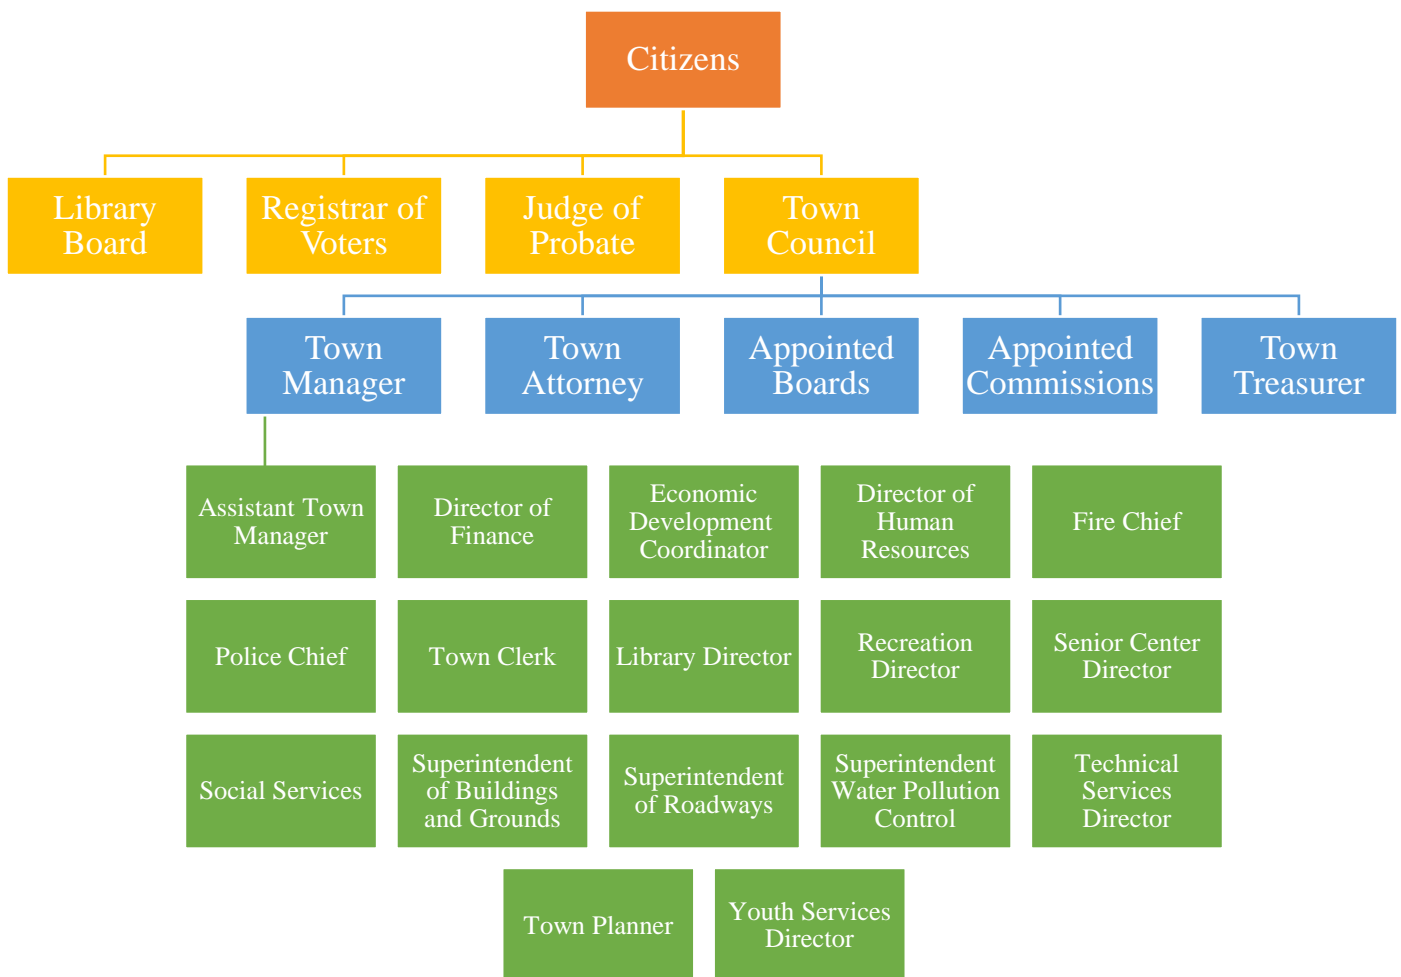 Citizens
Library
Board
Registrar of
Voters
Judge of
Probate
Town
Council
Town
Manager
Town
Attorney
Appointed
Boards
Appointed
Commissions
Town
Treasurer
Assistant Town
Manager
Director of
Finance
Economic
Development
Coordinator
Director of
Human
Resources
Fire Chief
Police Chief
Town Clerk
Library Director
Recreation
Director
Senior Center
Director
Social Services
Superintendent
of Buildings
and Grounds
Superintendent
of Roadways
Superintendent
Water Pollution
Control
Technical
Services
Director
Town Planner
Youth Services
Director